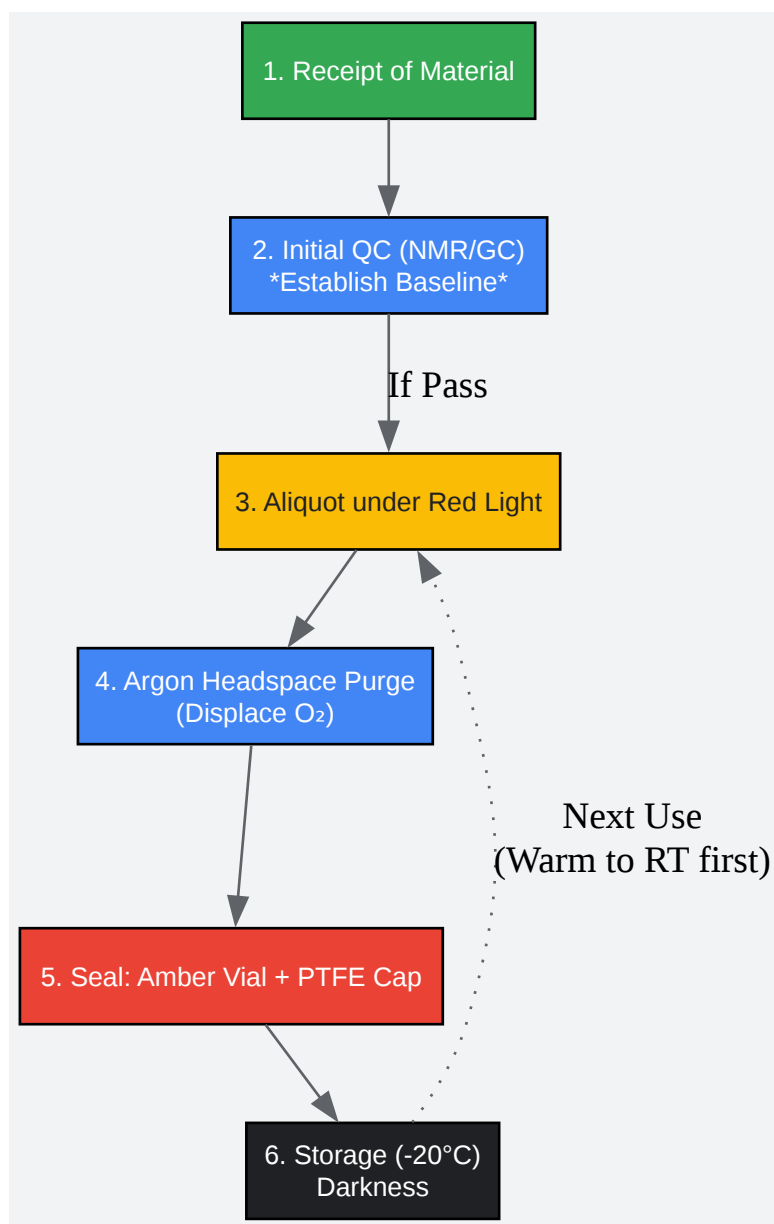 1. Receipt of Material
2. Initial QC (NMR/GC)
*Establish Baseline*
If Pass
3. Aliquot under Red Light
4. Argon Headspace Purge
(Displace O₂)
Next Use
(Warm to RT first)
5. Seal: Amber Vial + PTFE Cap
6. Storage (-20°C)
Darkness